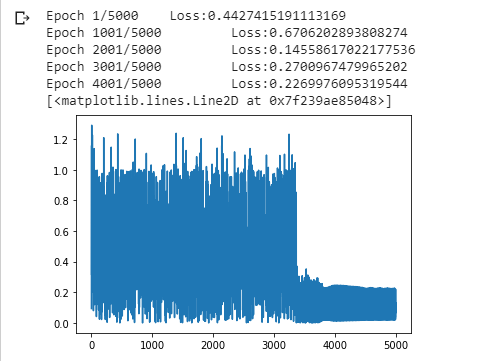 Epoch 1/5000 Loss:0.4427415191113169
Epoch 1001/5000 Loss:0.6706202893808274
Epoch 2001/5000 Loss:0.14558617022177536
Epoch 3001/5000 Loss:0.2700967479965202
Epoch 4001/5000 Loss:0.2269976095319544
[<matplotlib.lines.Line2D at 0x7f239ae85048>]
1.2
1.0
0.8
0.6
0.4
0.2
0.0
0 1000 2000 3000 4000 5000